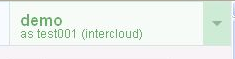 demo
as test001 (intercloud)